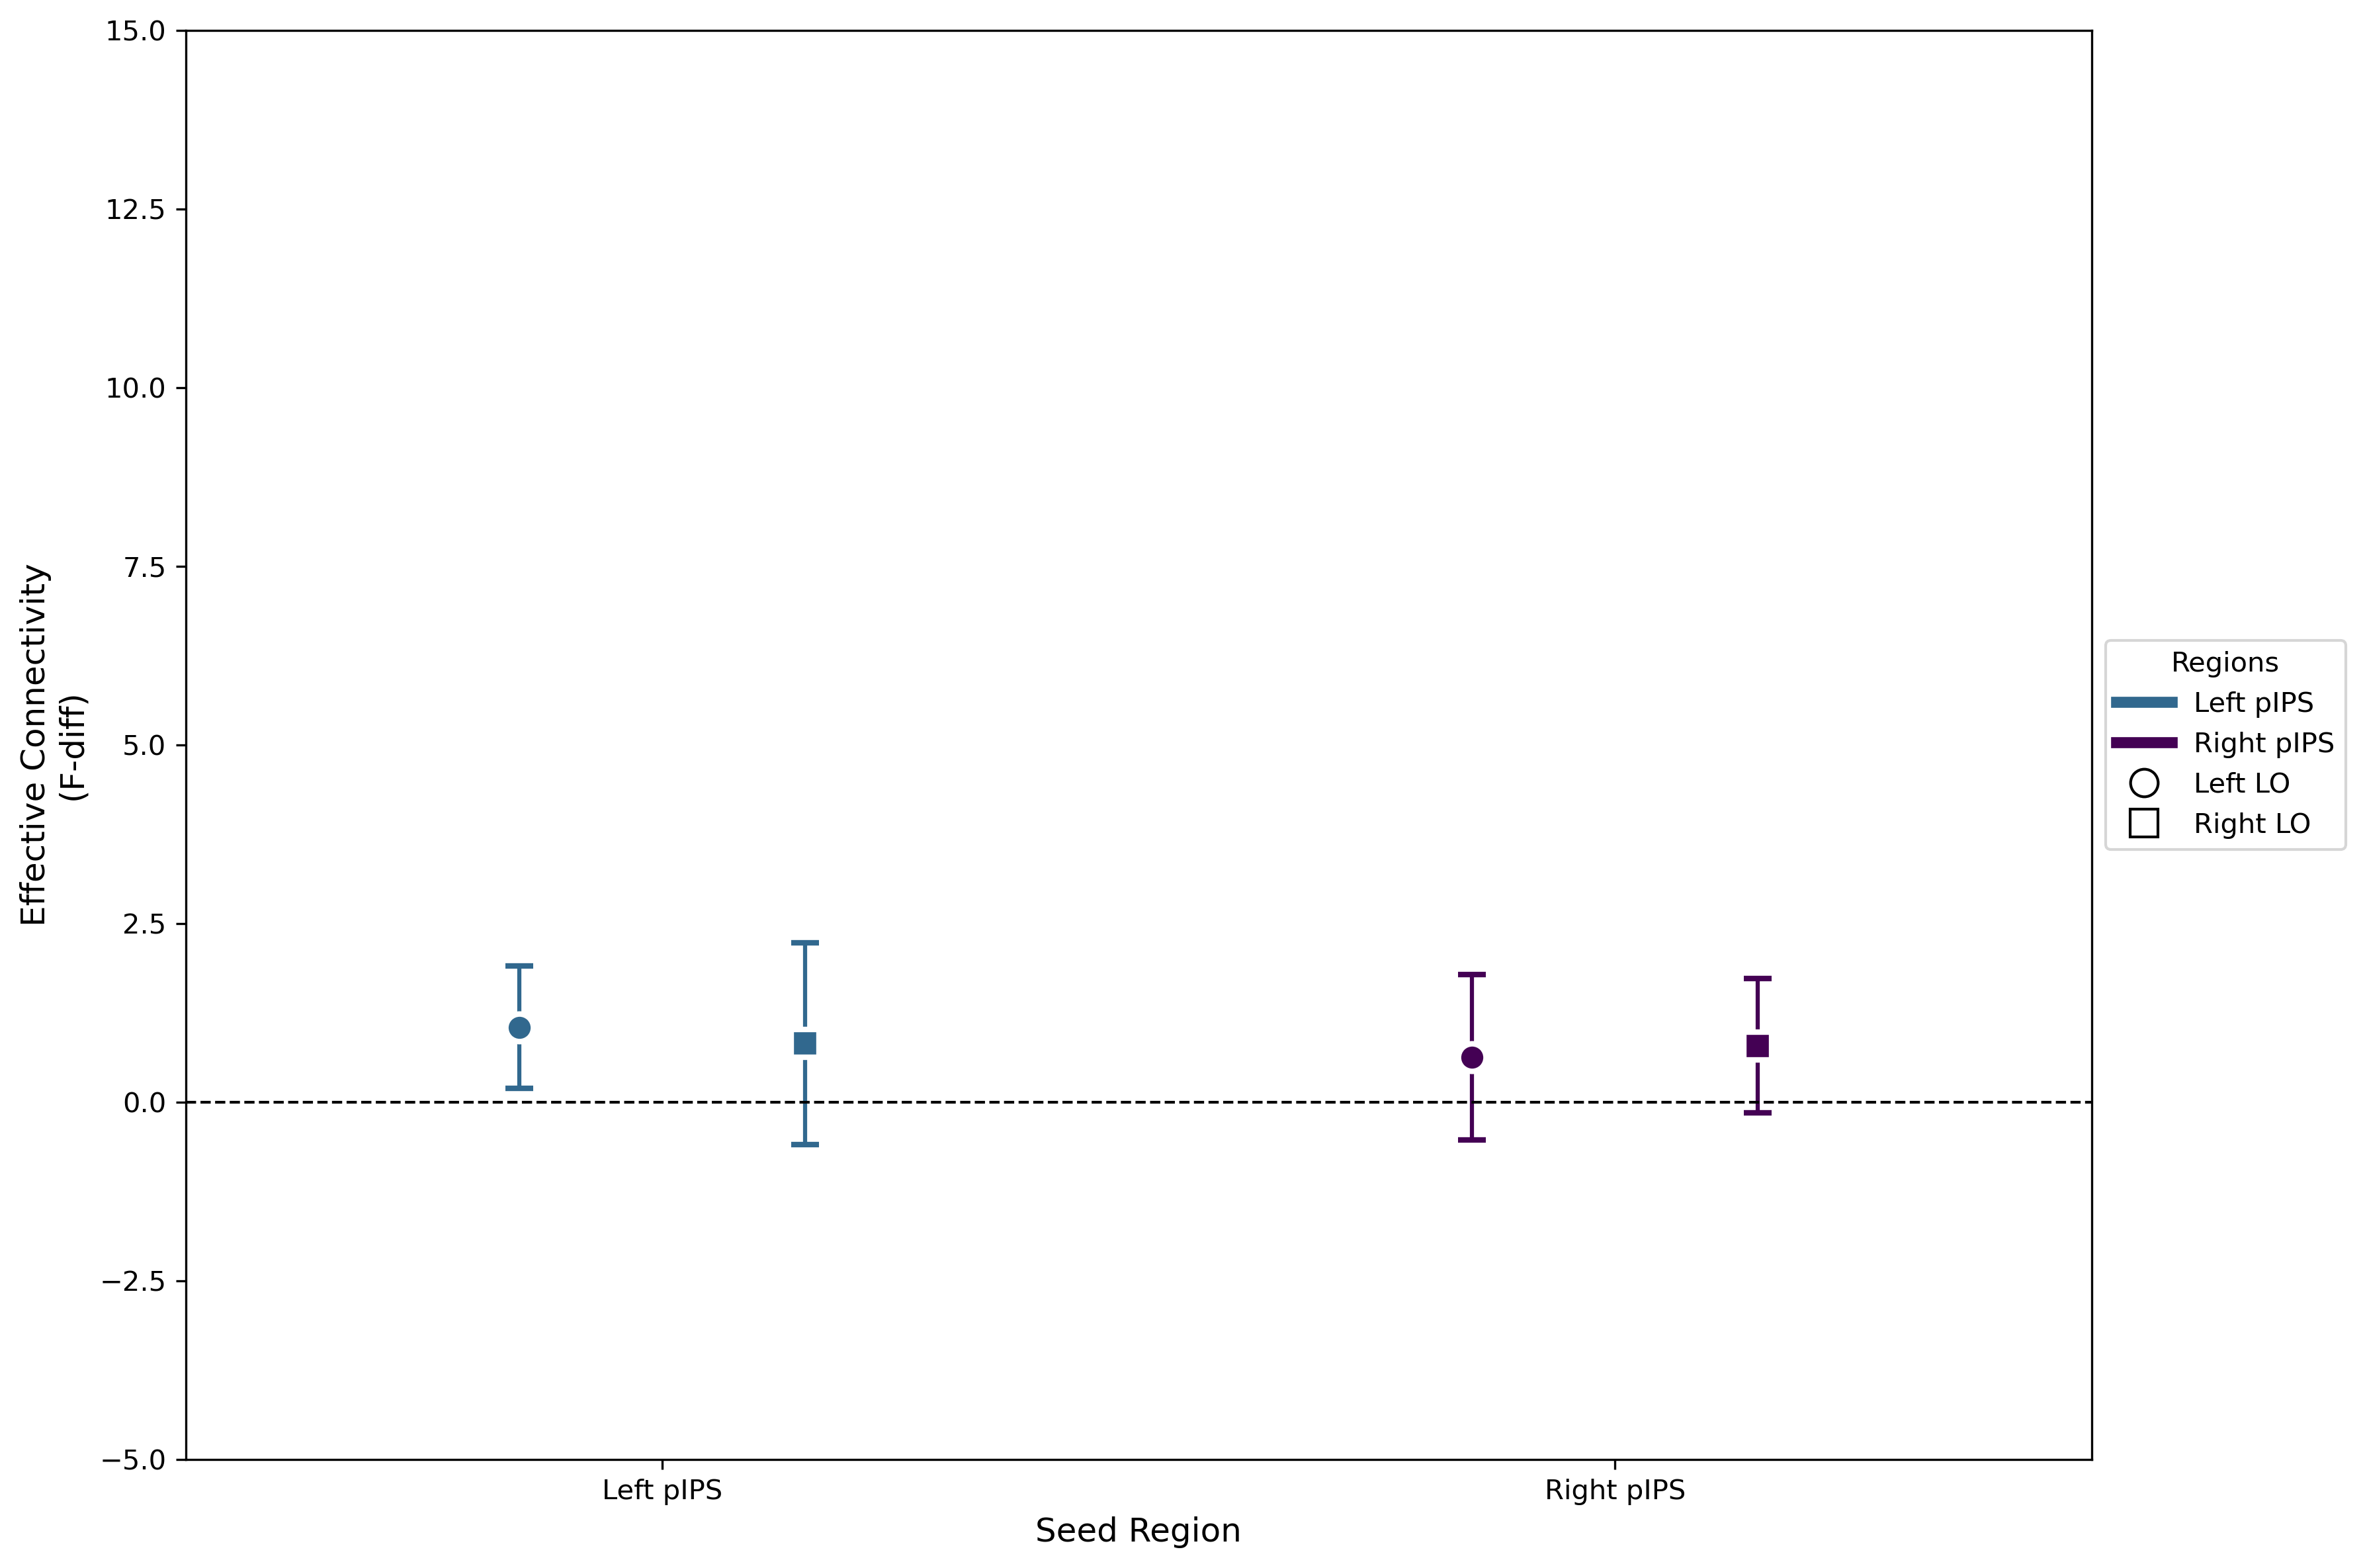 15.0
12.5
10.0
7.5
5.0
2.5
0.0
−2.5
−5.0
Effective Connectivity
(F-diff)
Left pIPS
Right pIPS
Seed Region
Regions
Left pIPS
Right pIPS
Left LO
Right LO